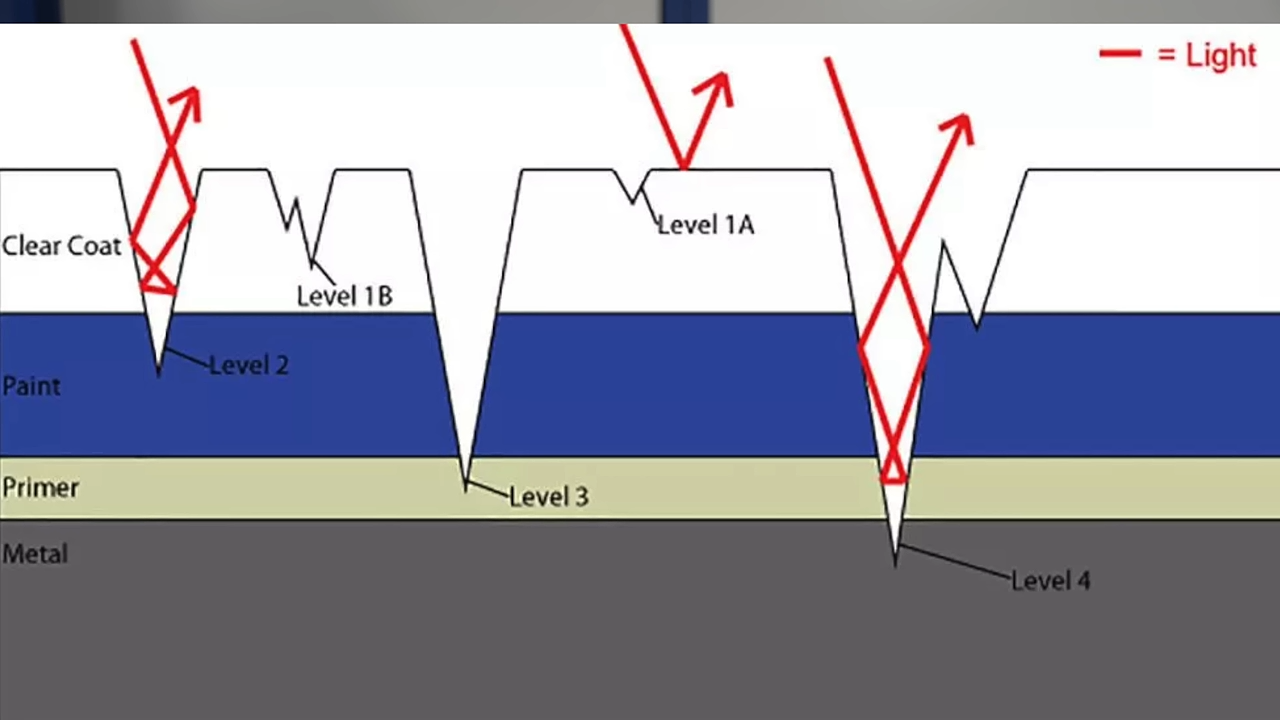 = Light
Clear Coat
Level 1A
Level 1B
Level 2
Paint
Primer
Level 3
Metal
Level 4